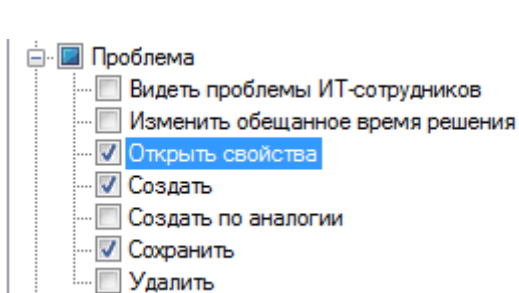 Проблема
Видеть проблемы ИТ-сотрудников
Изменить обещанное время решения
Открыть свойства
Создать
Создать по аналогии
Сохранить
Удалить